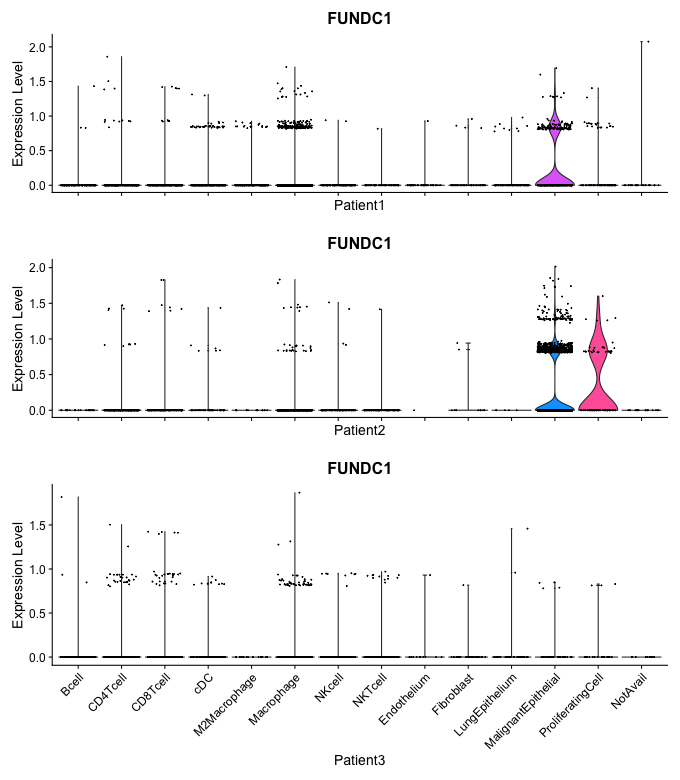 FUNDC1
Expression Level
2.0
1.5
1.0
0.5
0.0
Patient1
FUNDC1
Expression Level
2.0
1.5
1.0
0.5
0.0
Patient2
FUNDC1
Expression Level
1.5
1.0
0.5
0.0
Bcell
CD4Tcell
CD8Tcell
cDC
M2Macrophage
Macrophage
NKcell
NKTcell
Endothelium
Fibroblast
LungEpithelium
MalignantEpithelial
ProliferatingCell
NotAvail
Patient3